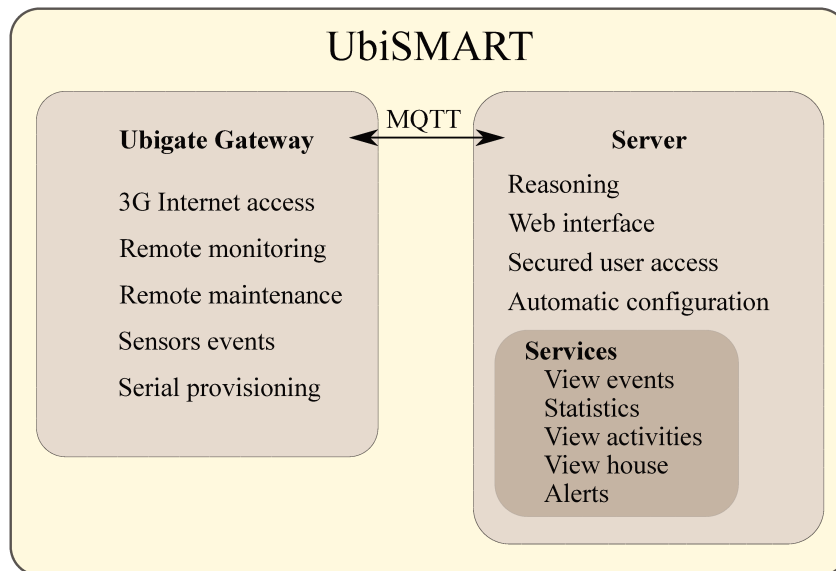 UbiSMART
MQTT
Ubigate Gateway
3G Internet access
Remote monitoring
Remote maintenance
Sensors events
Serial provisioning
Server
Reasoning
Web interface
Secured user access
Automatic configuration
Services
View events
Statistics
View activities
View house
Alerts